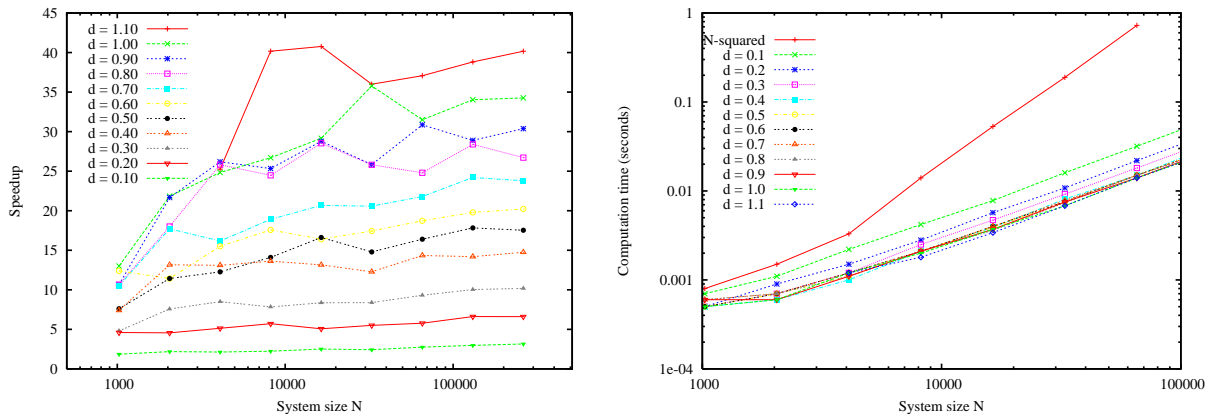 45
40
35
30
25
20
15
10
5
0
Speedup
d = 1.10
d = 1.00
d = 0.90
d = 0.80
d = 0.70
d = 0.60
d = 0.50
d = 0.40
d = 0.30
d = 0.20
d = 0.10
1000
10000
100000
System size N
1
0.1
0.01
0.001
1e-04
Computation time (seconds)
N-squared
d = 0.1
d = 0.2
d = 0.3
d = 0.4
d = 0.5
d = 0.6
d = 0.7
d = 0.8
d = 0.9
d = 1.0
d = 1.1
1000
10000
100000
System size N